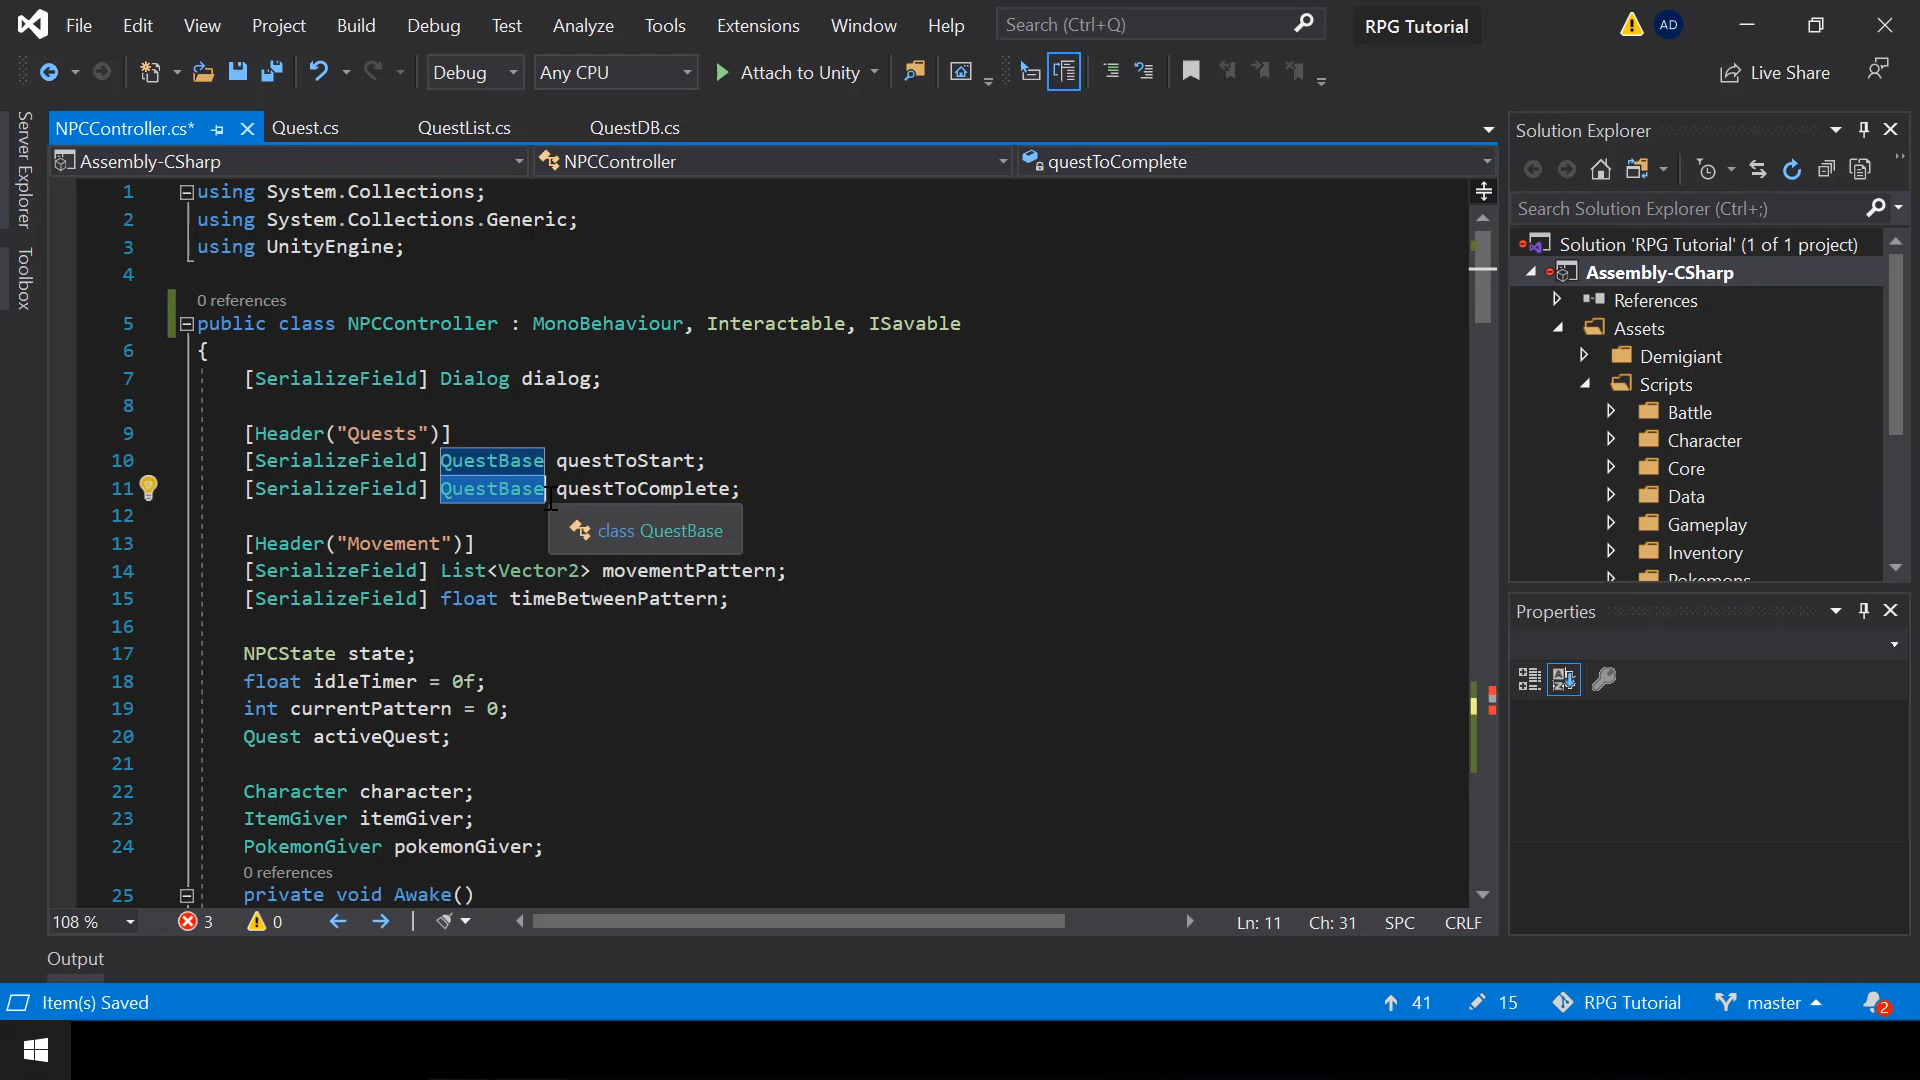 File Edit View Project Build Debug Test Analyze Tools Extensions Window Help Search (Ctrl+Q) RPG Tutorial AD
Debug Any CPU Attach to Unity Live Share
Server Explorer
Toolbox
NPCController.cs* Quest.cs QuestList.cs QuestDB.cs
Assembly-CSharp NPCController questToComplete
1 using System.Collections;
2 using System.Collections.Generic;
3 using UnityEngine;
4
0 references
5 public class NPCController : MonoBehaviour, Interactable, ISavable
6 {
7 [SerializeField] Dialog dialog;
8
9 [Header("Quests")]
10 [SerializeField] QuestBase questToStart;
11 [SerializeField] QuestBase questToComplete;
12
class QuestBase
13 [Header("Movement")]
14 [SerializeField] List<Vector2> movementPattern;
15 [SerializeField] float timeBetweenPattern;
16
17 NPCState state;
18 float idleTimer = 0f;
19 int currentPattern = 0;
20 Quest activeQuest;
21
22 Character character;
23 ItemGiver itemGiver;
24 PokemonGiver pokemonGiver;
0 references
25 private void Awake()
108 % 3 0 Ln: 11 Ch: 31 SPC CRLF
Solution Explorer
Search Solution Explorer (Ctrl+;)
Solution 'RPG Tutorial' (1 of 1 project)
Assembly-CSharp
References
Assets
Demigiant
Scripts
Battle
Character
Core
Data
Gameplay
Inventory
Pokemons
Properties
Output
Item(s) Saved 41 15 RPG Tutorial master 2